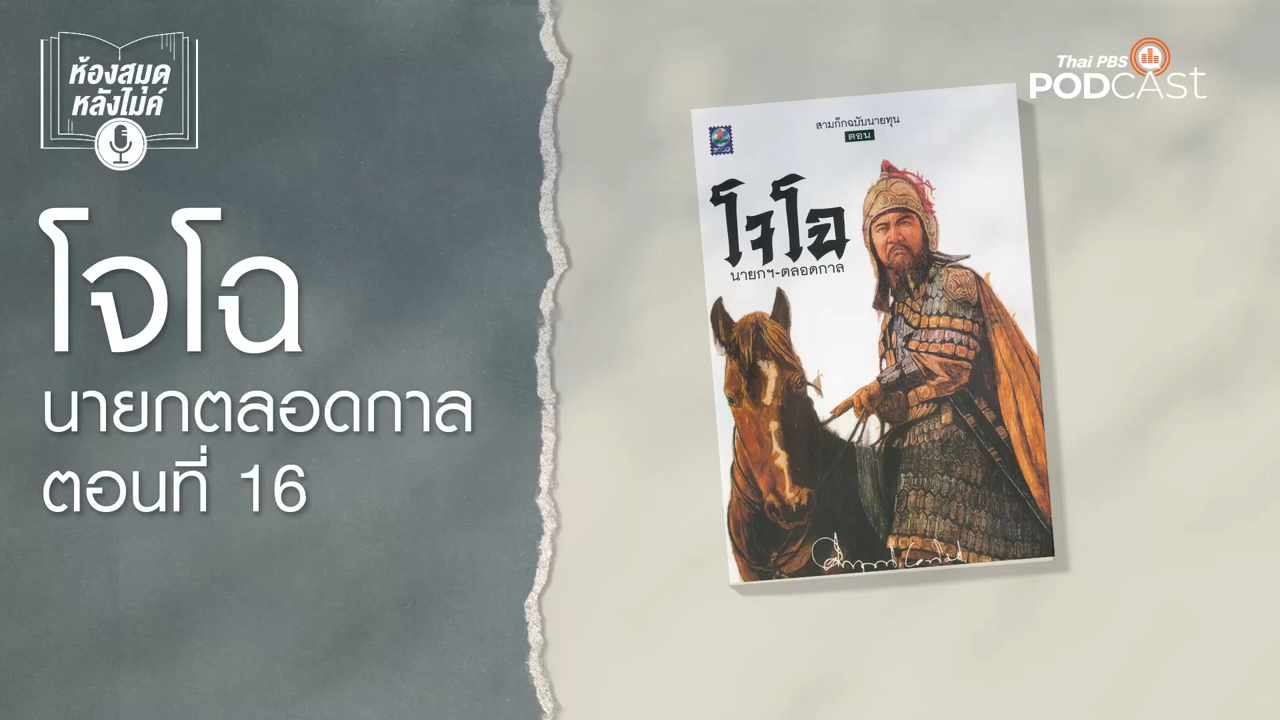 ห้องสมุด
หลังไมค์
โจโฉ
นายกตลอดกาล
ตอนที่ 16
Thai PBS
PODCAST
สามก๊กฉบับนายทุน
ตอน
โจโฉ
นายกฯ-ตลอดกาล